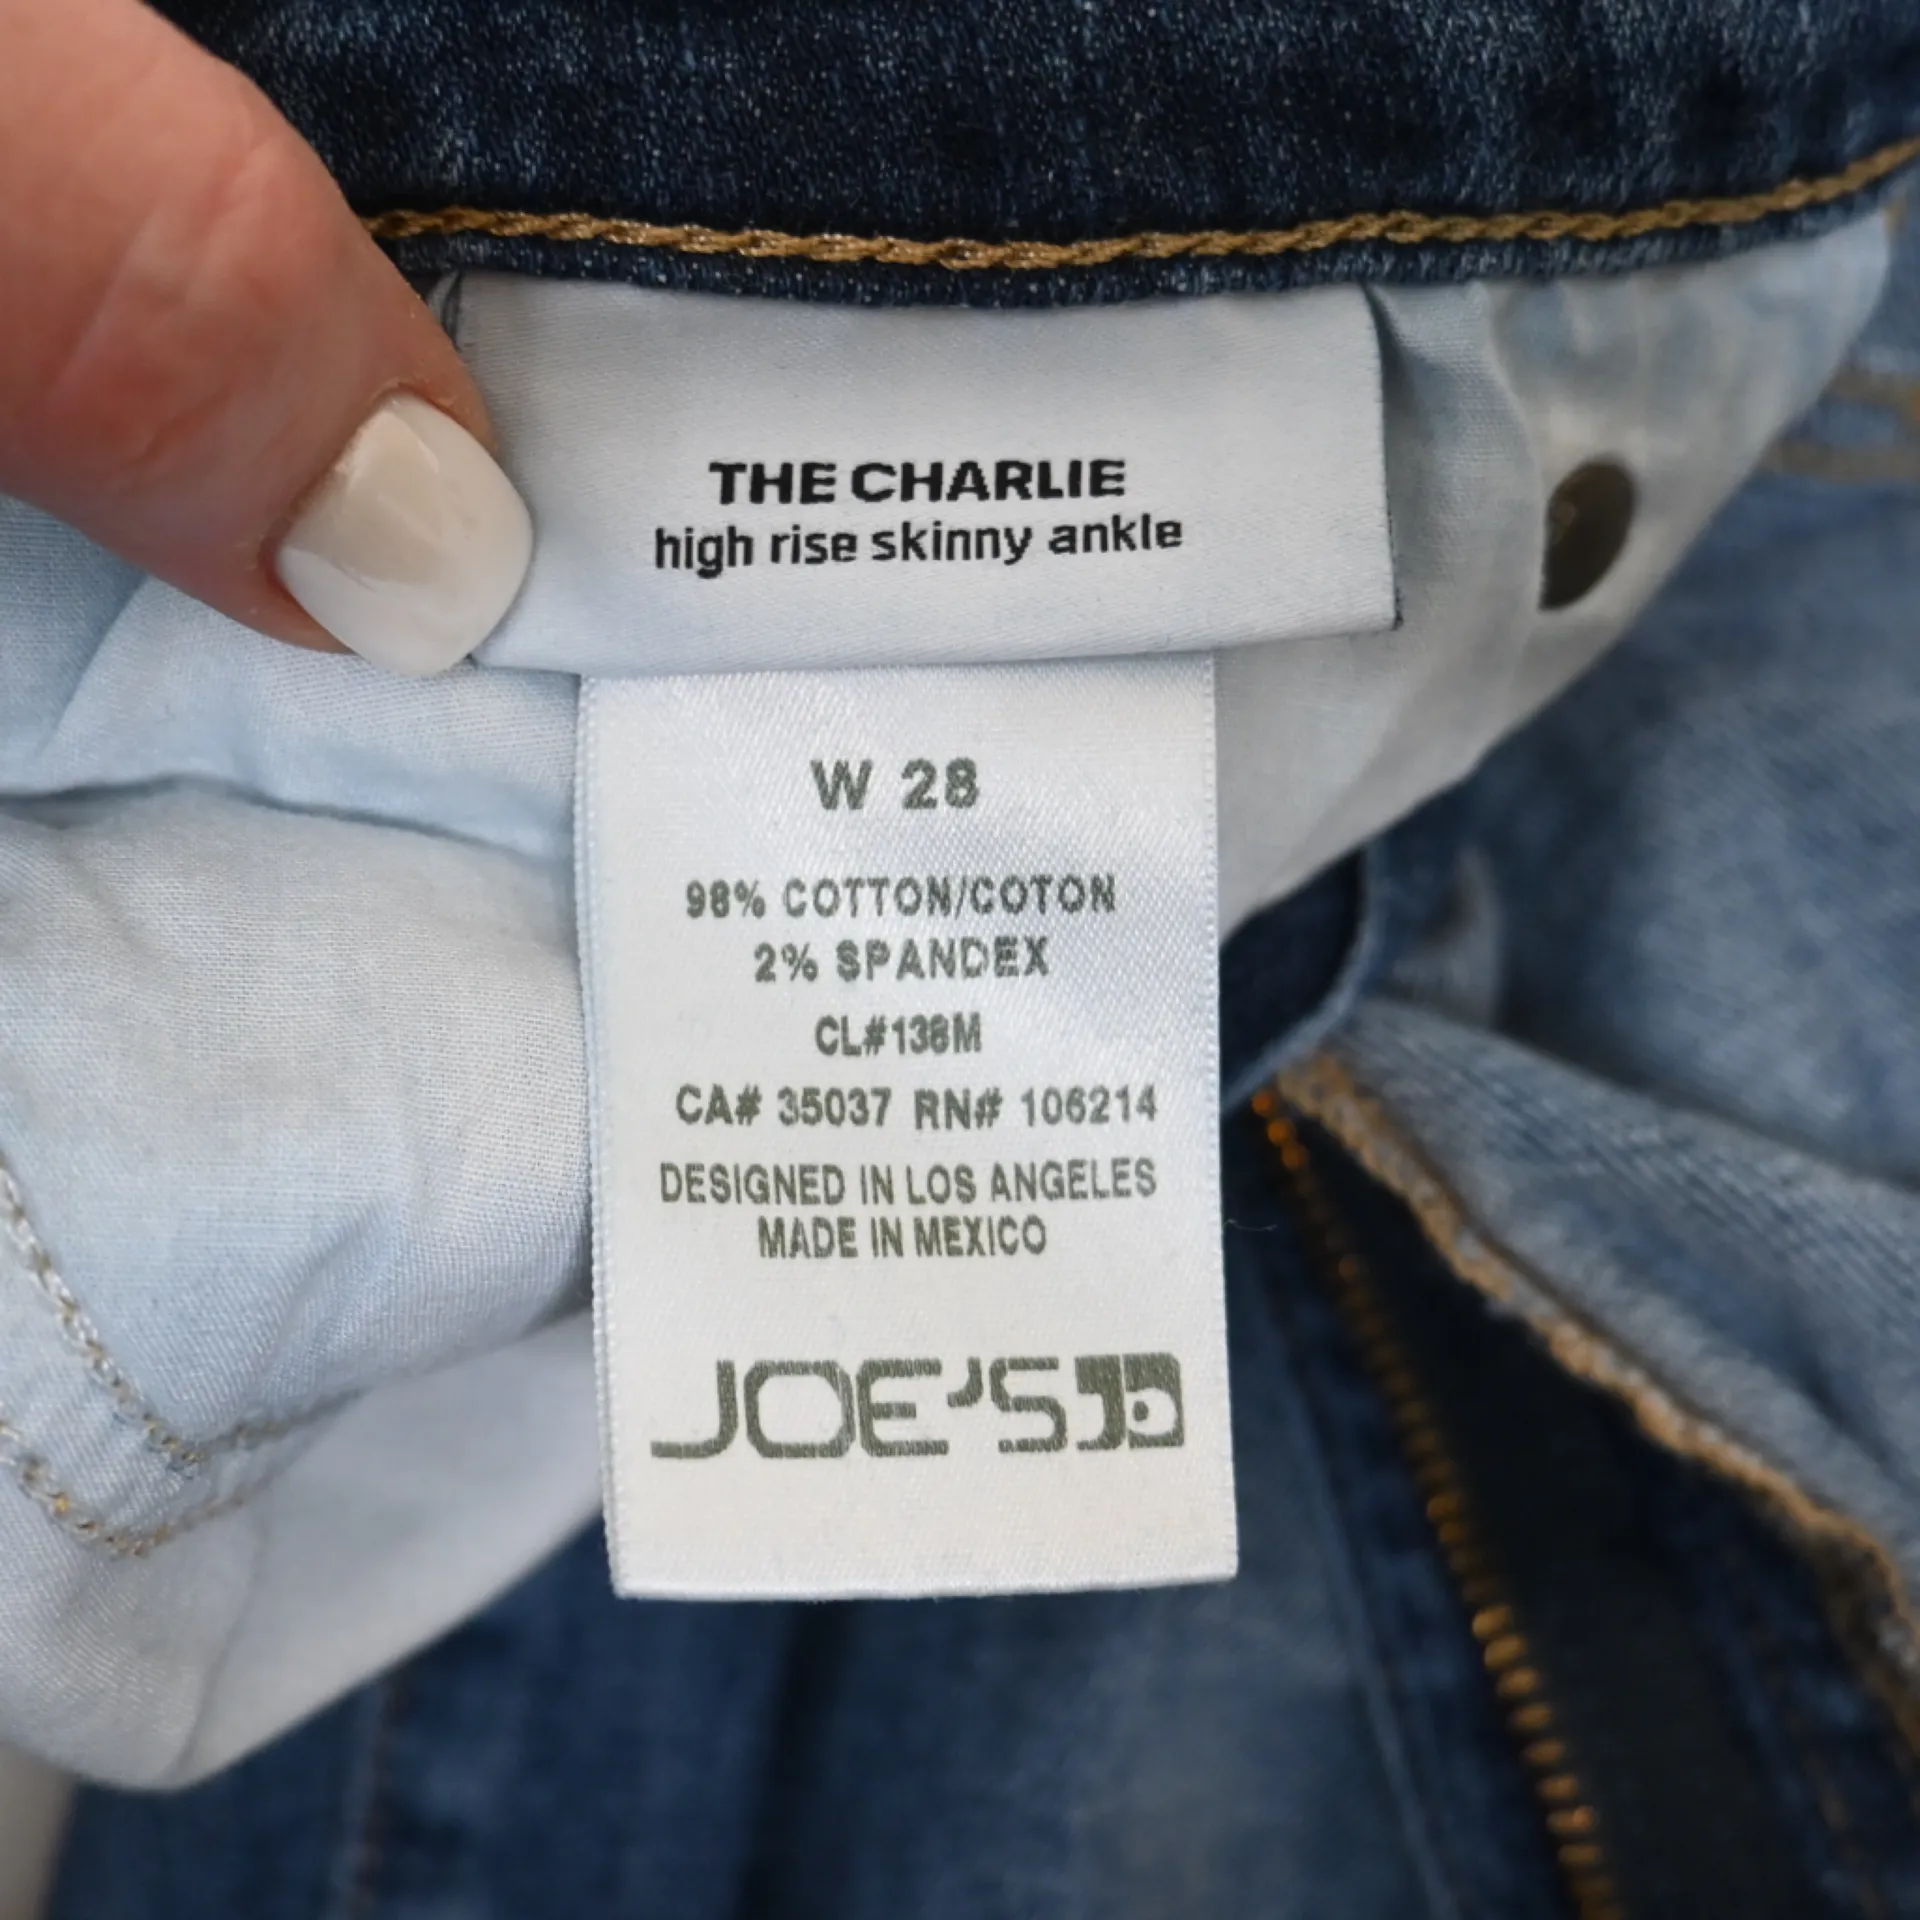 THE CHARLIE
high rise skinny ankle
W 28
98% COTTON/COTON
2% SPANDEX
CL#138M
CA# 35037 RN# 106214
DESIGNED IN LOS ANGELES
MADE IN MEXICO
JOE'S